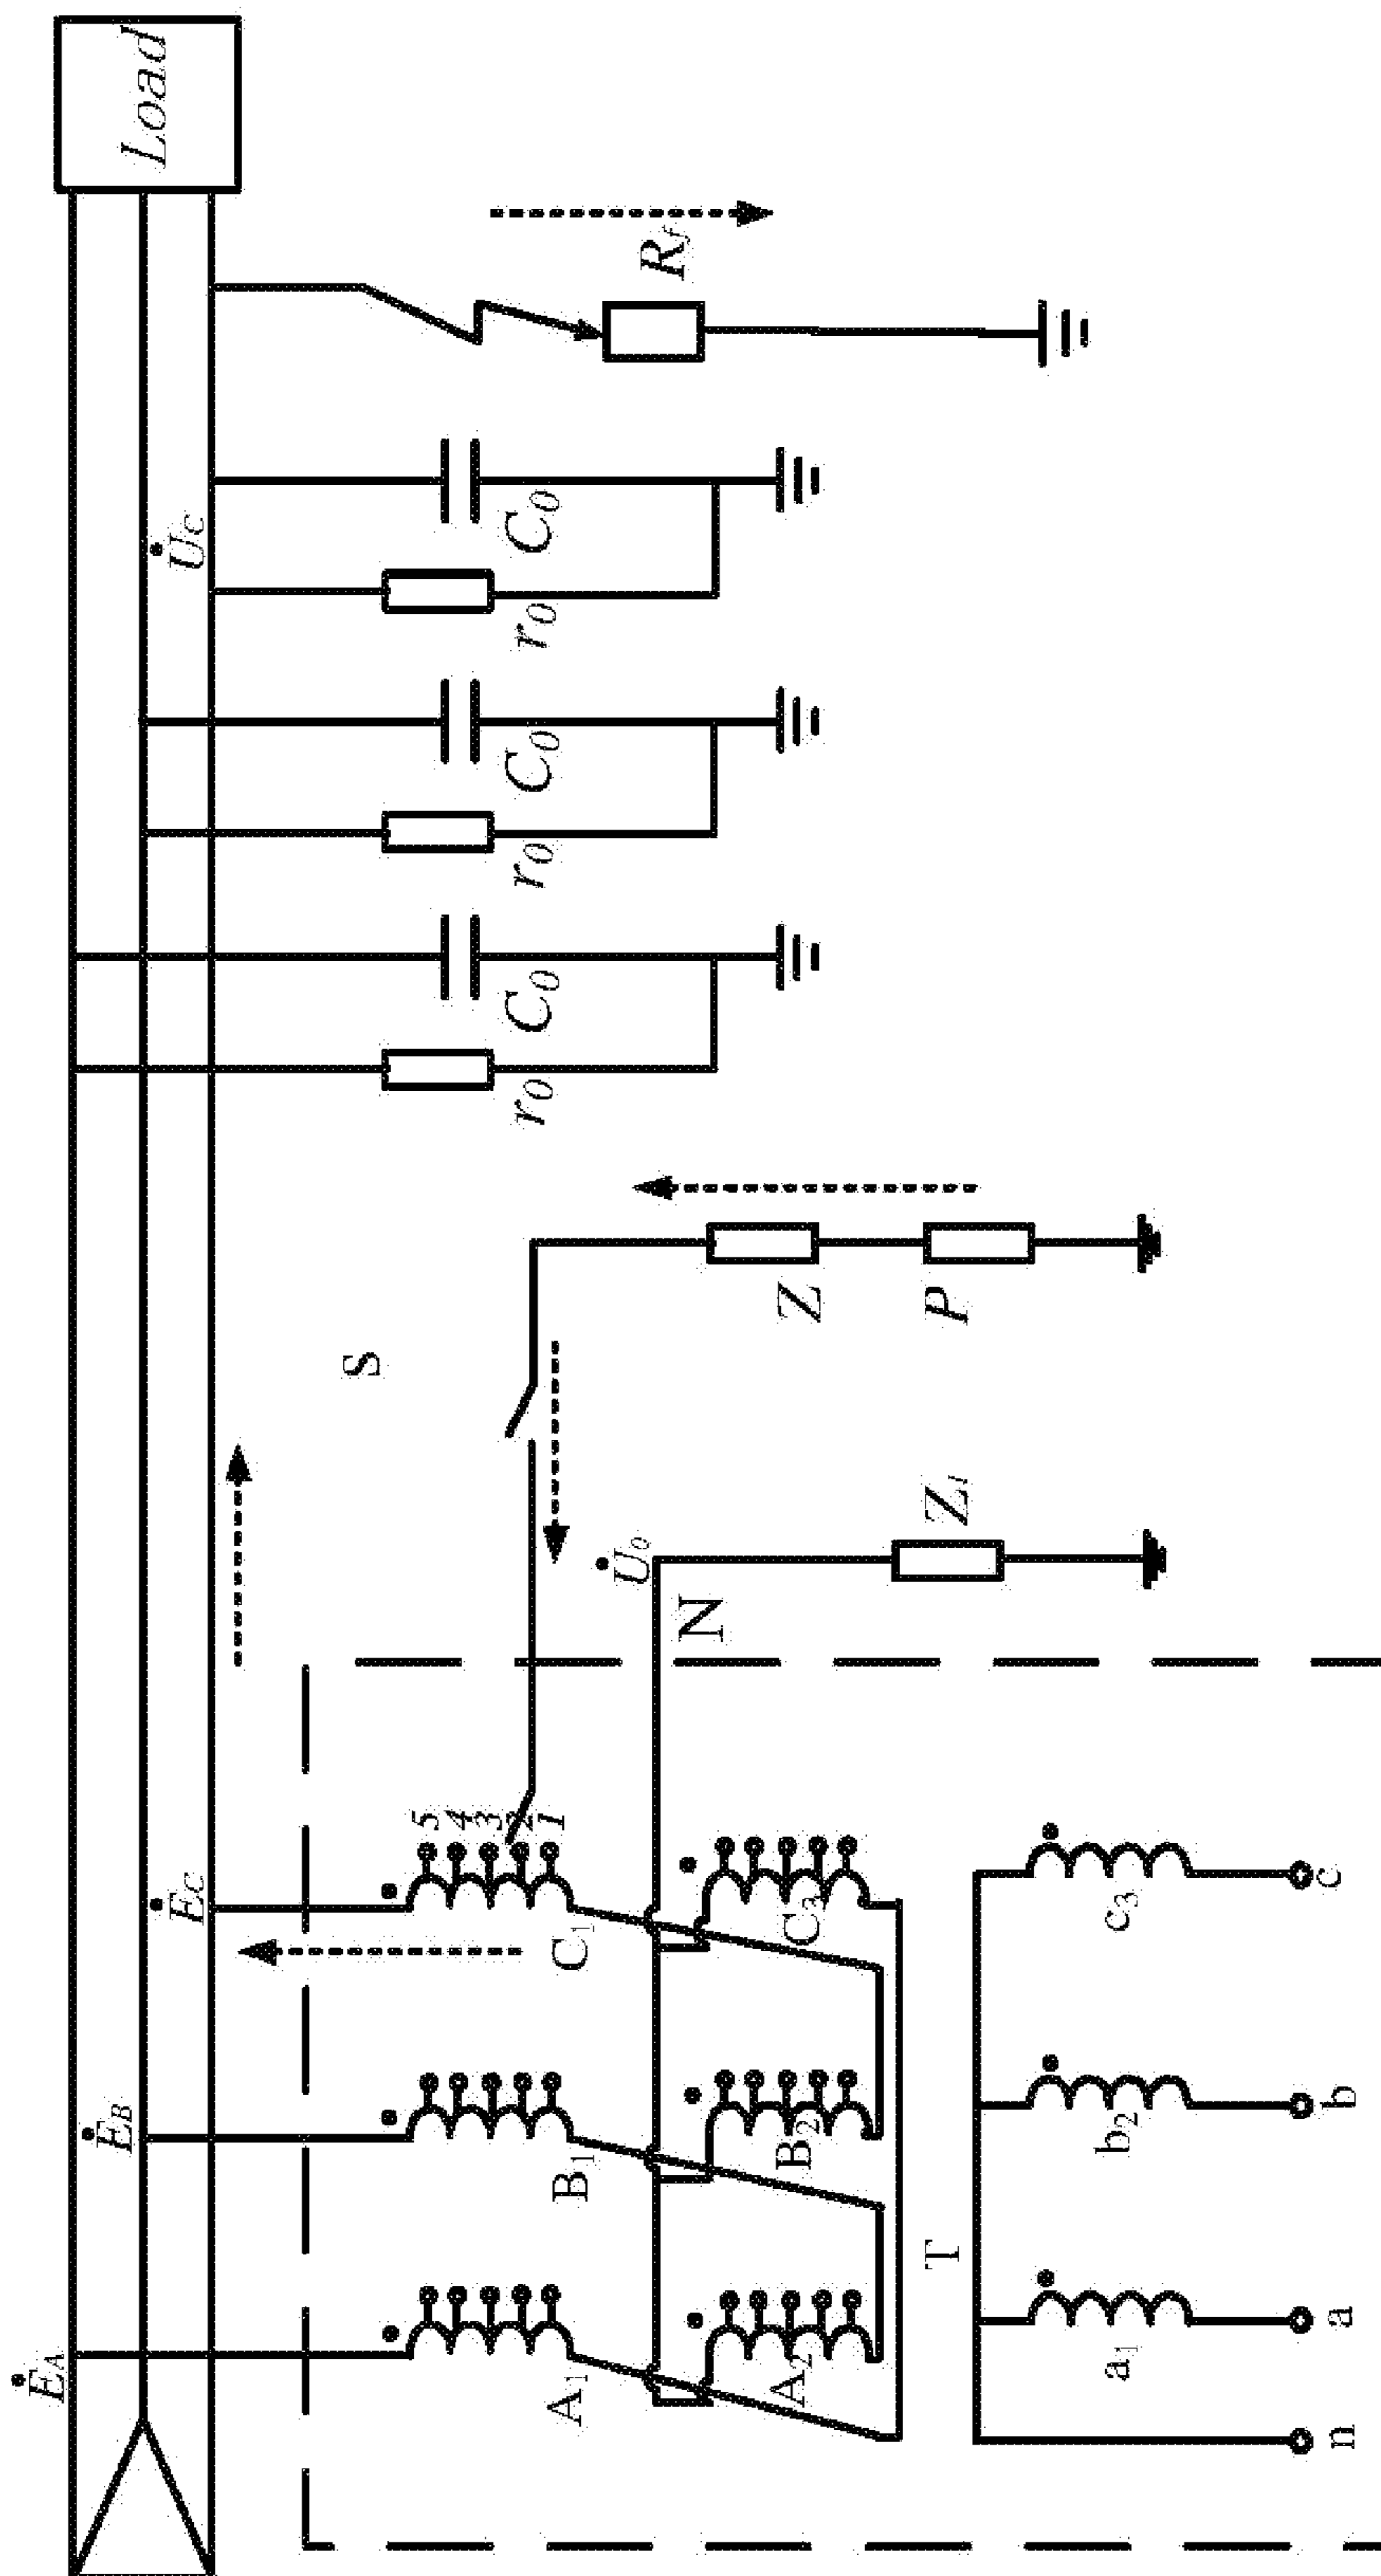 Load
Ė_A
Ė_B
Ė_C
U̇_C
R_f
r_0
C_0
r_0
C_0
r_0
C_0
S
5
4
3
2
1
A_1
B_1
C_1
U̇_0
N
Z
P
Z_l
A_2
B_2
C_3
T
a_1
b_2
c_3
n
a
b
c